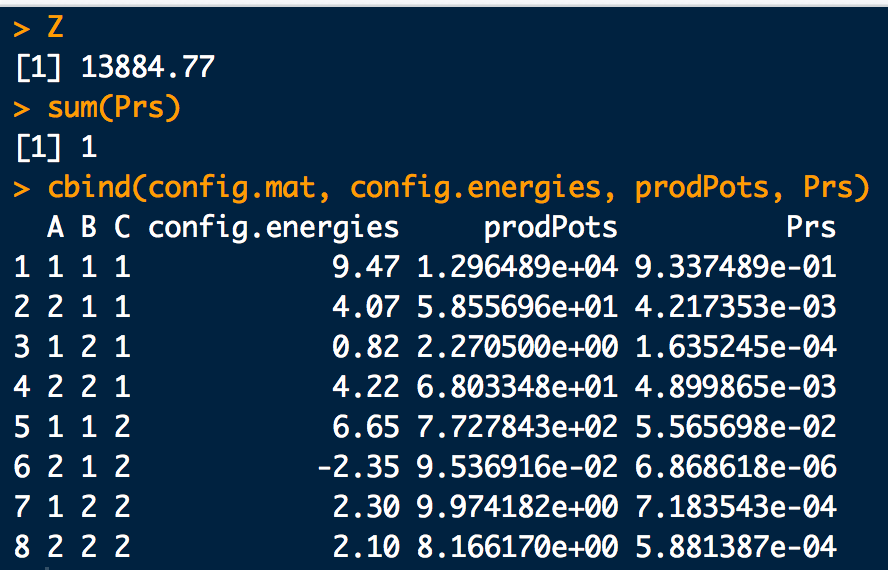 > Z
[1] 13884.77
> sum(Prs)
[1] 1
> cbind(config.mat, config.energies, prodPots, Prs)
  A B C config.energies     prodPots          Prs
1 1 1 1            9.47 1.296489e+04 9.337489e-01
2 2 1 1            4.07 5.855696e+01 4.217353e-03
3 1 2 1            0.82 2.270500e+00 1.635245e-04
4 2 2 1            4.22 6.803348e+01 4.899865e-03
5 1 1 2            6.65 7.727843e+02 5.565698e-02
6 2 1 2           -2.35 9.536916e-02 6.868618e-06
7 1 2 2            2.30 9.974182e+00 7.183543e-04
8 2 2 2            2.10 8.166170e+00 5.881387e-04